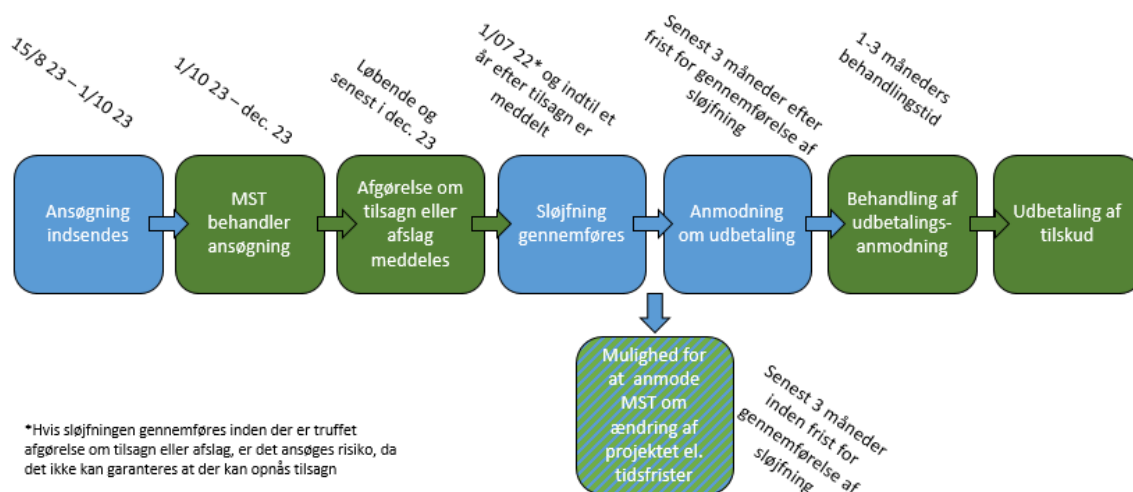 15/8 23 – 1/10 23
1/10 23 – dec. 23
Løbende og
senest i dec. 23
1/07 22* og indtil et
år efter tilsagn er
meddelt
Senest 3 måneder efter
frist for gennemførelse af
sløjfning
1-3 måneders
behandlingstid
Ansøgning
indsendes
MST
behandler
ansøgning
Afgørelse om
tilsagn eller
afslag
meddeles
Sløjfning
gennemføres
Anmodning
om udbetaling
Behandling af
udbetalings-
anmodning
Udbetaling af
tilskud
Mulighed for
at anmode
MST om
ændring af
projektet el.
tidsfrister
Senest 3 måneder
inden frist for
gennemførelse af
sløjfning
*Hvis sløjfningen gennemføres inden der er truffet
afgørelse om tilsagn eller afslag, er det ansøges risiko, da
det ikke kan garanteres at der kan opnås tilsagn